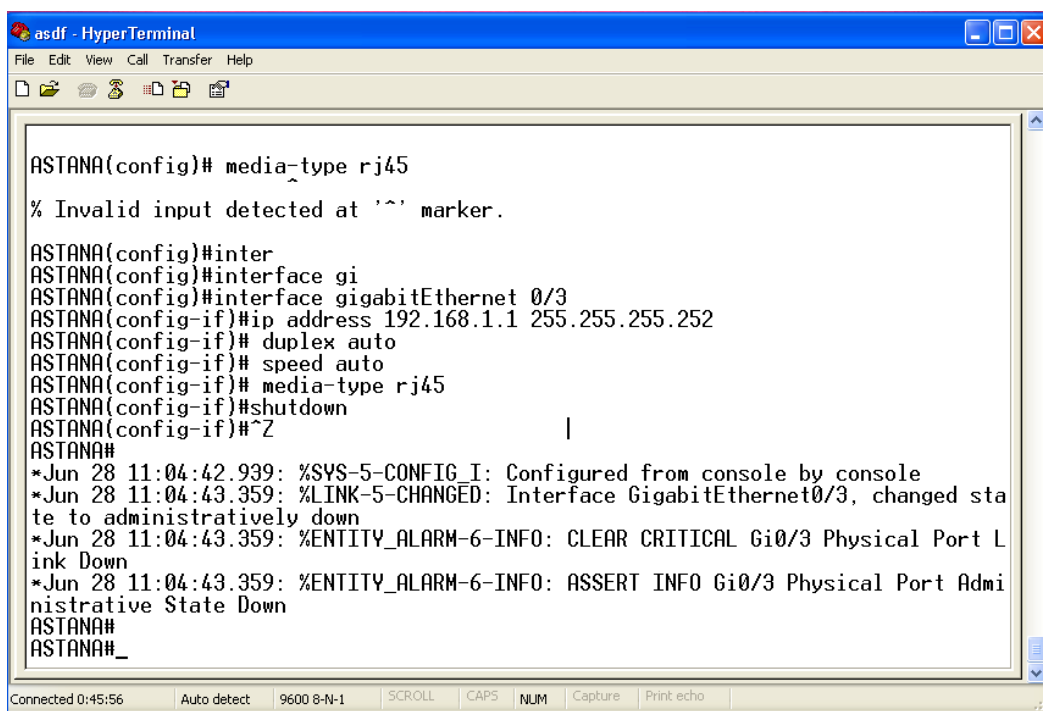 asdf - HyperTerminal
File Edit View Call Transfer Help
ASTANA(config)# media-type rj45
^
% Invalid input detected at '^' marker.
ASTANA(config)#inter
ASTANA(config)#interface gi
ASTANA(config)#interface gigabitEthernet 0/3
ASTANA(config-if)#ip address 192.168.1.1 255.255.255.252
ASTANA(config-if)# duplex auto
ASTANA(config-if)# speed auto
ASTANA(config-if)# media-type rj45
ASTANA(config-if)#shutdown
ASTANA(config-if)#^Z
ASTANA#
*Jun 28 11:04:42.939: %SYS-5-CONFIG_I: Configured from console by console
*Jun 28 11:04:43.359: %LINK-5-CHANGED: Interface GigabitEthernet0/3, changed sta
te to administratively down
*Jun 28 11:04:43.359: %ENTITY_ALARM-6-INFO: CLEAR CRITICAL Gi0/3 Physical Port L
ink Down
*Jun 28 11:04:43.359: %ENTITY_ALARM-6-INFO: ASSERT INFO Gi0/3 Physical Port Admi
nistrative State Down
ASTANA#
ASTANA#_
Connected 0:45:56 Auto detect 9600 8-N-1 SCROLL CAPS NUM Capture Print echo